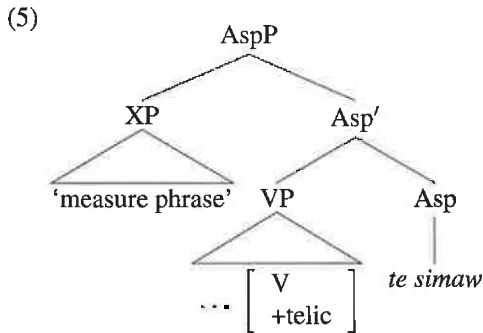 (5)
AspP
XP Asp′
'measure phrase' VP Asp
te simaw
... [ V
+telic ]